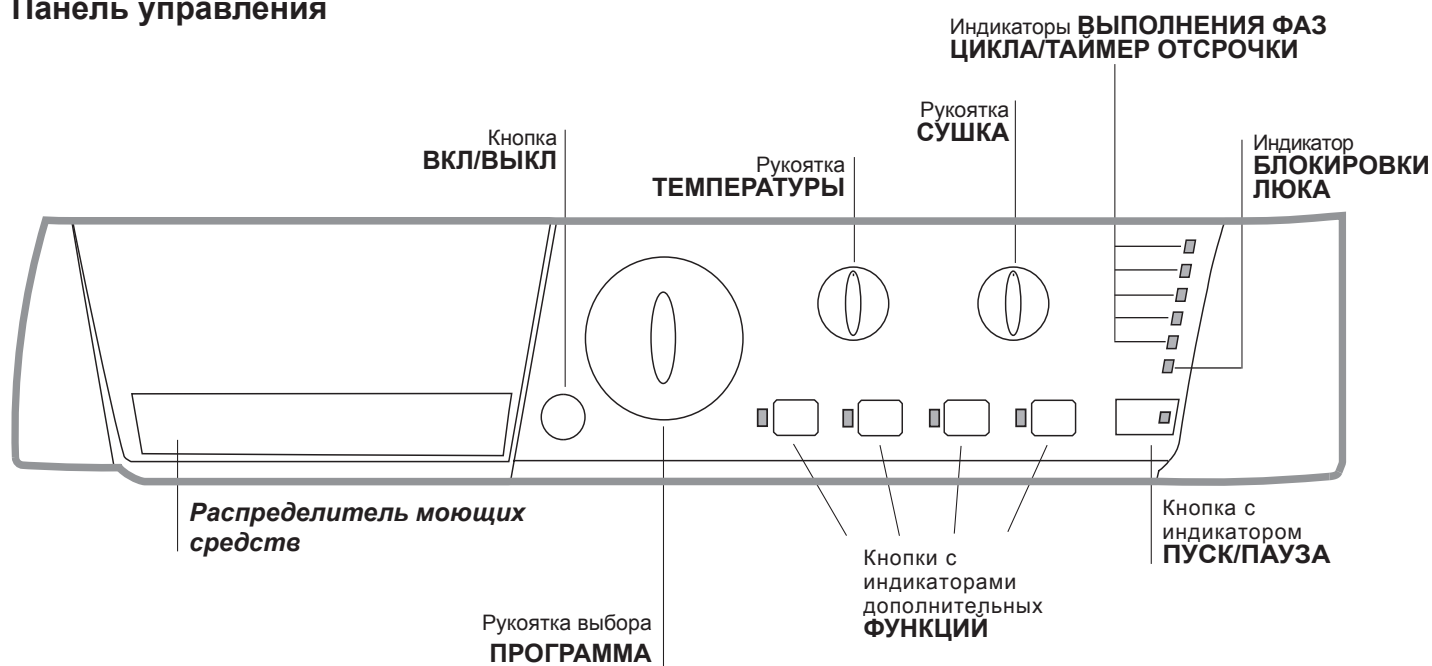 Панель управления
Индикаторы ВЫПОЛНЕНИЯ ФАЗ
ЦИКЛА/ТАЙМЕР ОТСРОЧКИ
Рукоятка
СУШКА
Кнопка
ВКЛ/ВЫКЛ
Рукоятка
ТЕМПЕРАТУРЫ
Индикатор
БЛОКИРОВКИ
ЛЮКА
Распределитель моющих
средств
Кнопка с
индикатором
ПУСК/ПАУЗА
Кнопки с
индикаторами
дополнительных
ФУНКЦИЙ
Рукоятка выбора
ПРОГРАММА